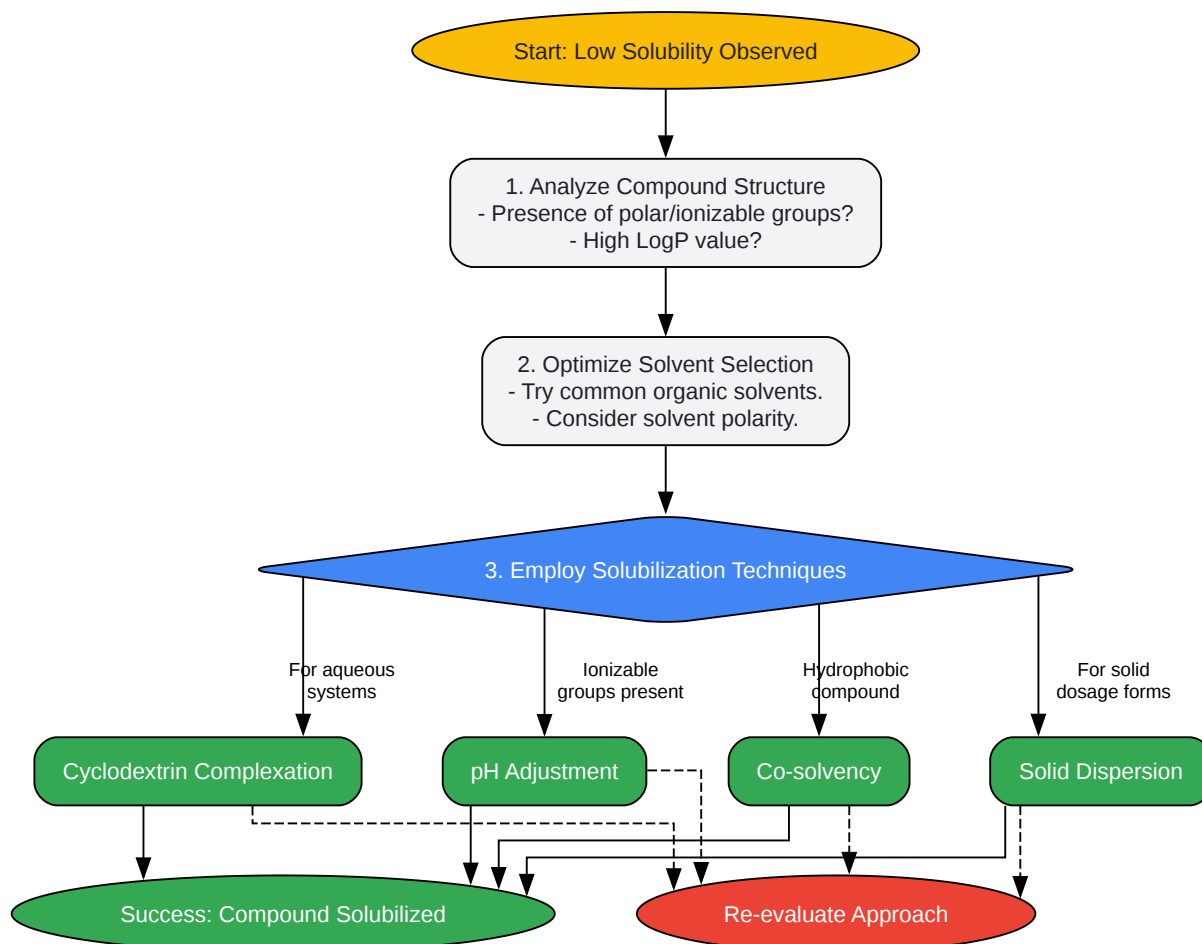 Start: Low Solubility Observed
1. Analyze Compound Structure
- Presence of polar/ionizable groups?
- High LogP value?
2. Optimize Solvent Selection
- Try common organic solvents.
- Consider solvent polarity.
3. Employ Solubilization Techniques
For aqueous
systems
Ionizable
groups present
Hydrophobic
compound
For solid
dosage forms
Cyclodextrin Complexation
pH Adjustment
Co-solvency
Solid Dispersion
Success: Compound Solubilized
Re-evaluate Approach